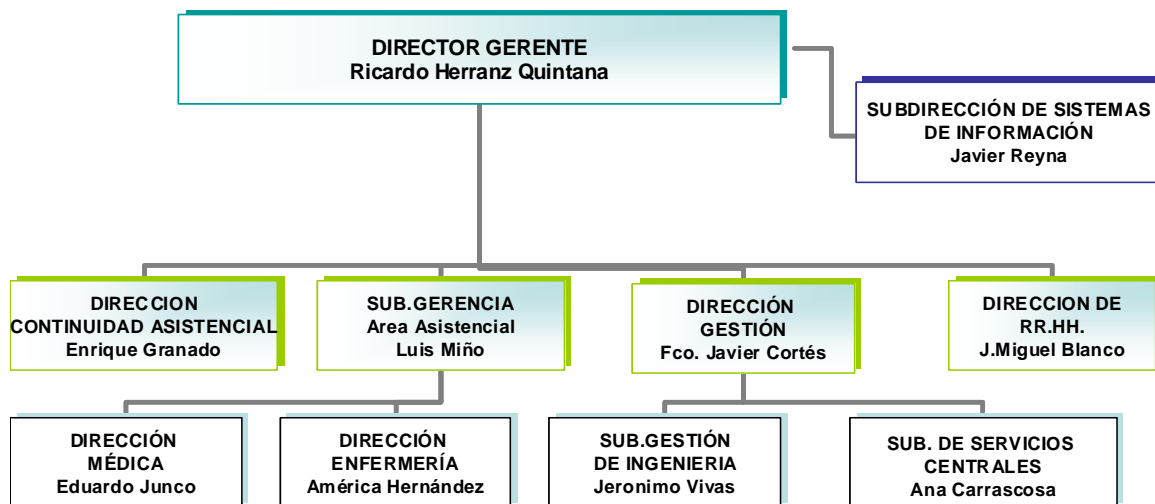 DIRECTOR GERENTE
Ricardo Herranz Quintana
SUBDIRECCIÓN DE SISTEMAS
DE INFORMACIÓN
Javier Reyna
DIRECCION
CONTINUIDAD ASISTENCIAL
Enrique Granado
SUB.GERENCIA
Area Asistencial
Luis Miño
DIRECCIÓN
GESTIÓN
Fco. Javier Cortés
DIRECCION DE
RR.HH.
J.Miguel Blanco
DIRECCIÓN
MÉDICA
Eduardo Junco
DIRECCIÓN
ENFERMERÍA
América Hernández
SUB.GESTIÓN
DE INGENIERIA
Jeronimo Vivas
SUB. DE SERVICIOS
CENTRALES
Ana Carrascosa